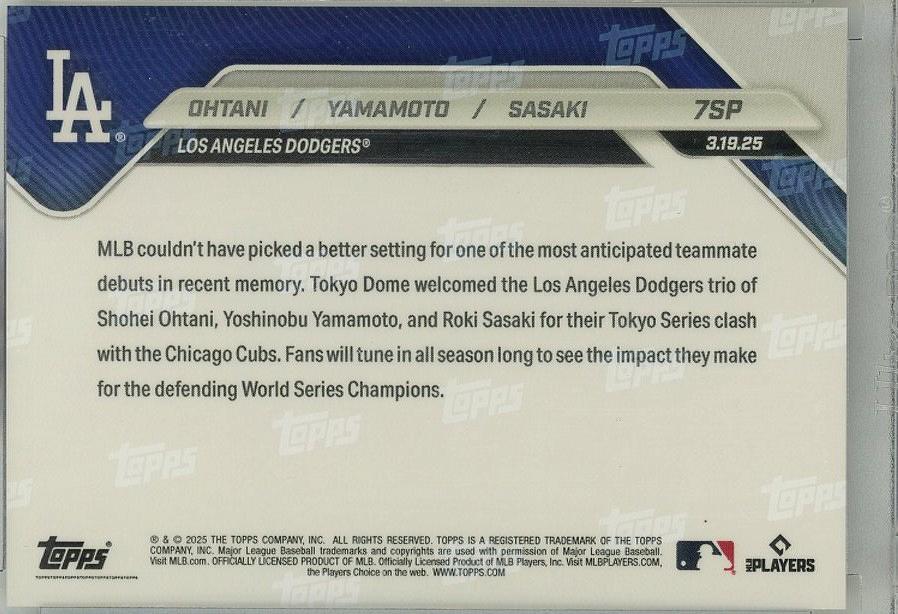 LA®
OHTANI / YAMAMOTO / SASAKI 7SP
LOS ANGELES DODGERS® 3.19.25
MLB couldn't have picked a better setting for one of the most anticipated teammate
debuts in recent memory. Tokyo Dome welcomed the Los Angeles Dodgers trio of
Shohei Ohtani, Yoshinobu Yamamoto, and Roki Sasaki for their Tokyo Series clash
with the Chicago Cubs. Fans will tune in all season long to see the impact they make
for the defending World Series Champions.
Topps®
® & © 2025 THE TOPPS COMPANY, INC. ALL RIGHTS RESERVED. TOPPS IS A REGISTERED TRADEMARK OF THE TOPPS
COMPANY, INC. Major League Baseball trademarks and copyrights are used with permission of Major League Baseball.
Visit MLB.com. OFFICIALLY LICENSED PRODUCT OF MLB. Officially Licensed Product of MLB Players, Inc. Visit MLBPLAYERS.COM,
the Players Choice on the web. WWW.TOPPS.COM
MLB PLAYERS